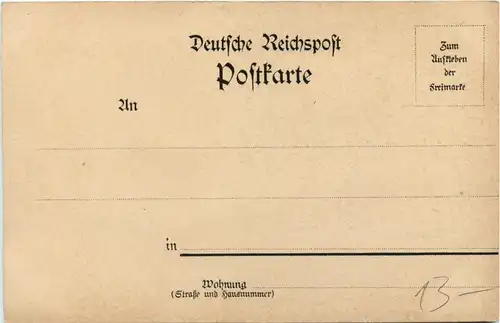 Deutsche Reichspost
Postkarte
Zum
Aufkleben
der
Freimarke
An
in
Wohnung
(Straße und Hausnummer)
13-